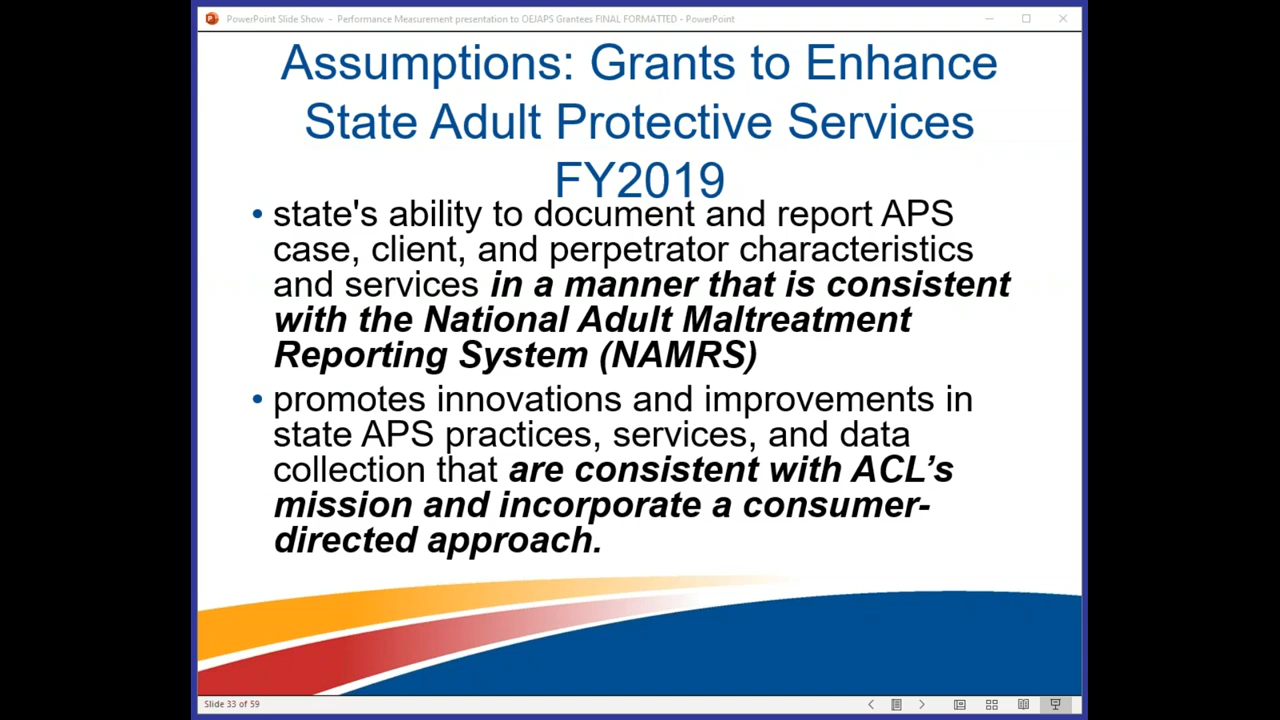 PowerPoint Slide Show - Performance Measurement presentation to OEJAPS Grantees FINAL FORMATTED - PowerPoint
Assumptions: Grants to Enhance
State Adult Protective Services
FY2019
• state's ability to document and report APS
case, client, and perpetrator characteristics
and services in a manner that is consistent
with the National Adult Maltreatment
Reporting System (NAMRS)
• promotes innovations and improvements in
state APS practices, services, and data
collection that are consistent with ACL’s
mission and incorporate a consumer-
directed approach.
Slide 33 of 59